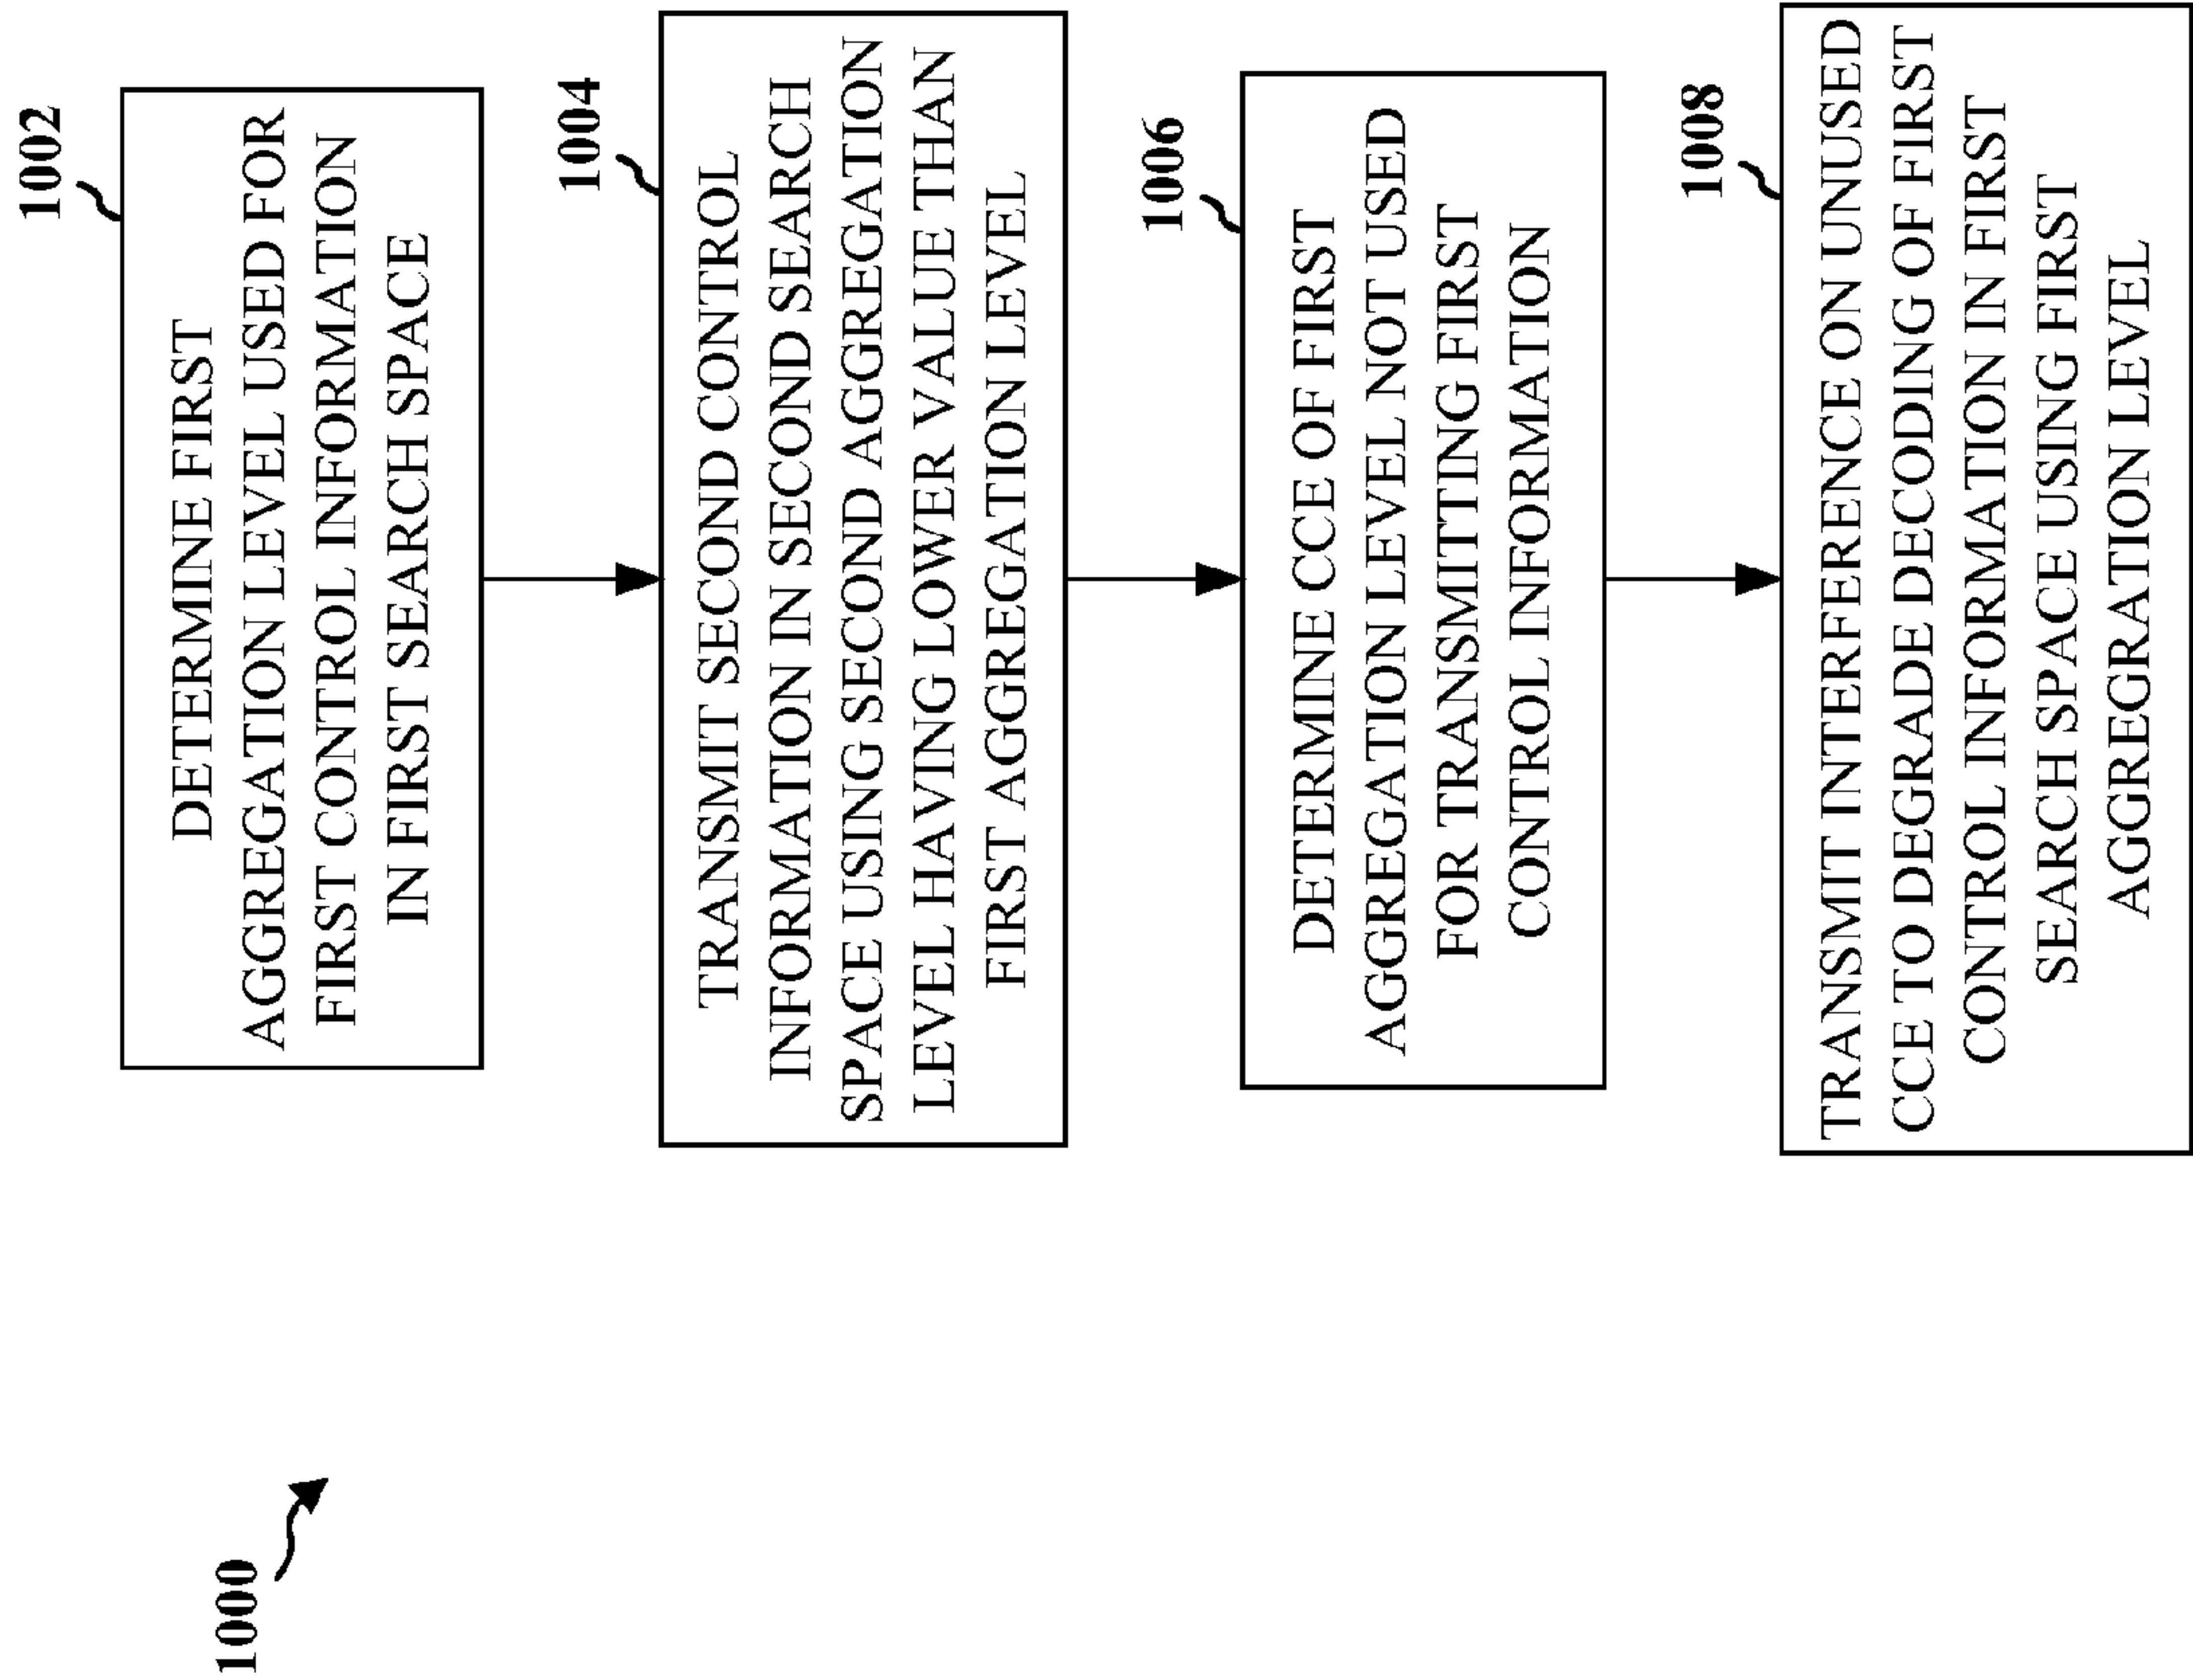 1000
1002
DETERMINE FIRST
AGGREGATION LEVEL USED FOR
FIRST CONTROL INFORMATION
IN FIRST SEARCH SPACE
1004
TRANSMIT SECOND CONTROL
INFORMATION IN SECOND SEARCH
SPACE USING SECOND AGGREGATION
LEVEL HAVING LOWER VALUE THAN
FIRST AGGREGATION LEVEL
1006
DETERMINE CCE OF FIRST
AGGREGATION LEVEL NOT USED
FOR TRANSMITTING FIRST
CONTROL INFORMATION
1008
TRANSMIT INTERFERENCE ON UNUSED
CCE TO DEGRADE DECODING OF FIRST
CONTROL INFORMATION IN FIRST
SEARCH SPACE USING FIRST
AGGREGATION LEVEL